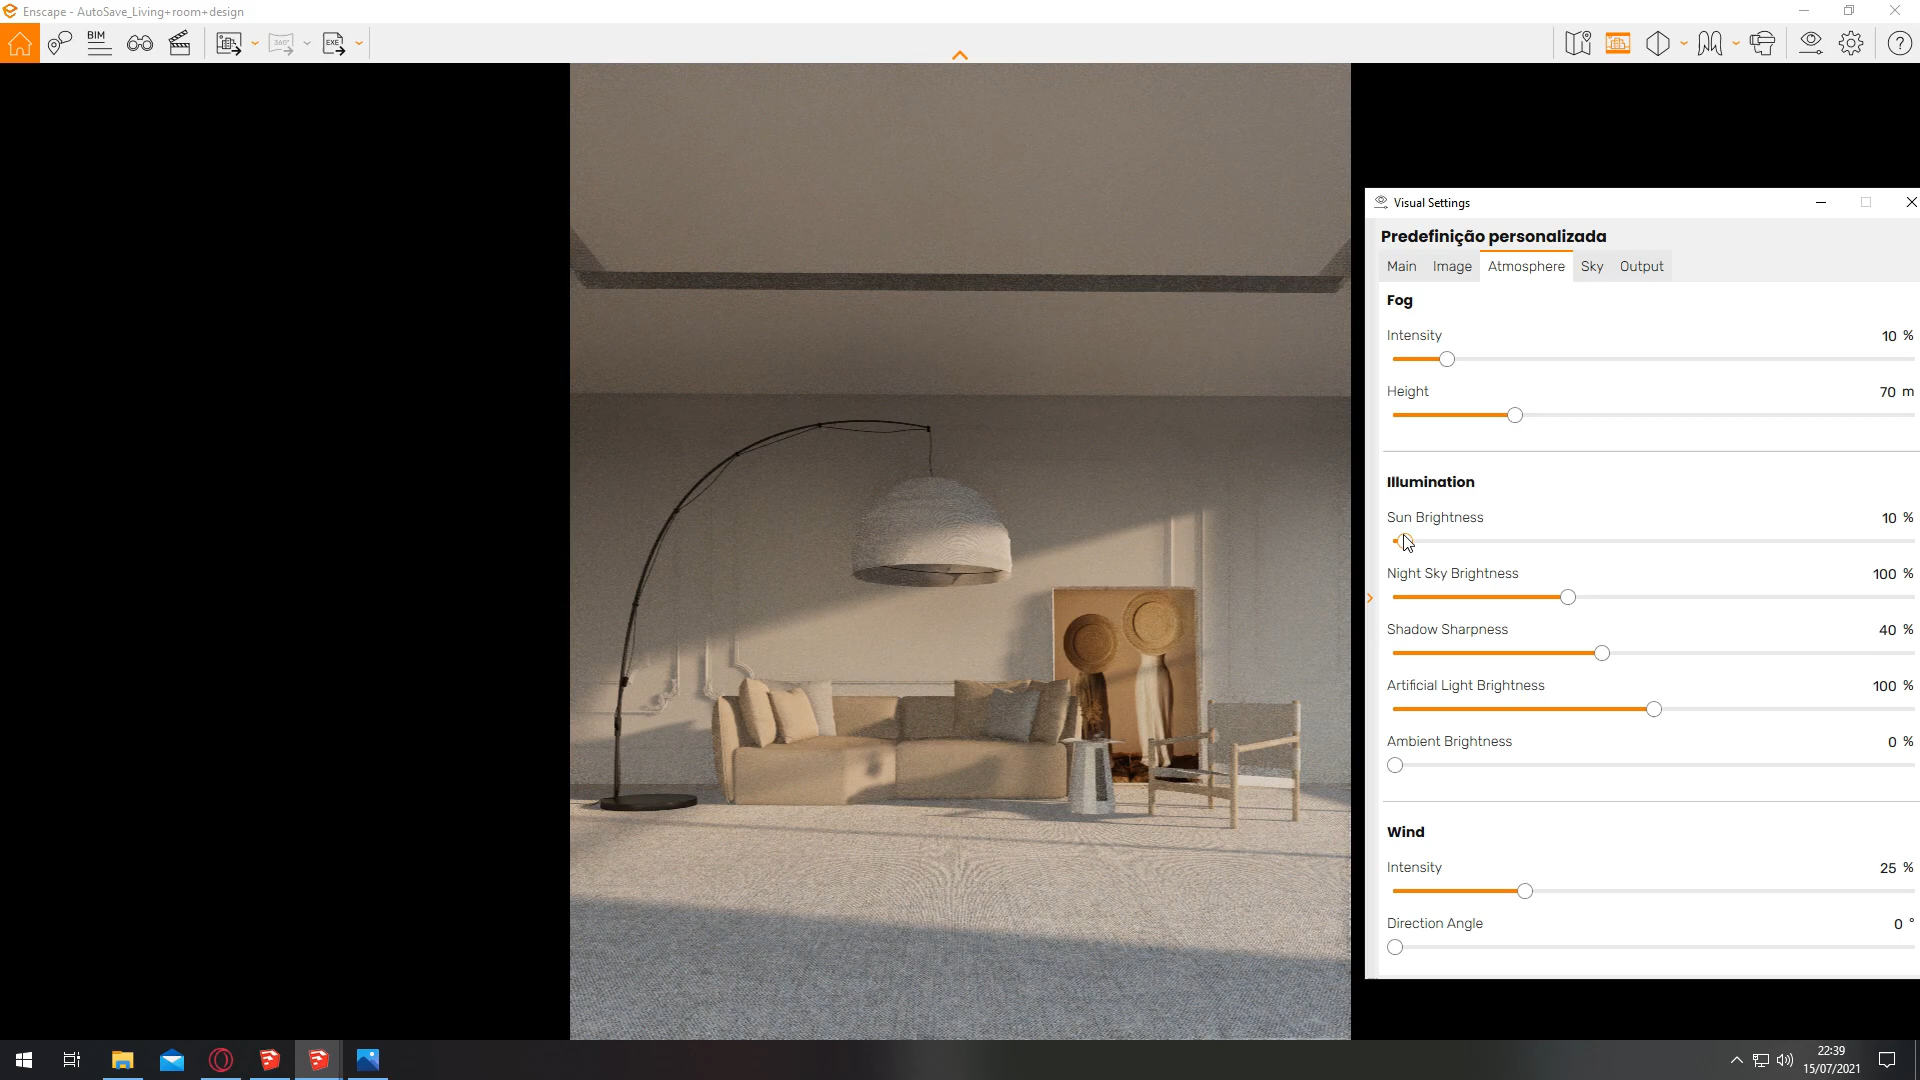 Enscape - AutoSave_Living+room+design
BIM
360°
EXE
Visual Settings
Predefinição personalizada
Main Image Atmosphere Sky Output
Fog
Intensity 10 %
Height 70 m
Illumination
Sun Brightness 10 %
Night Sky Brightness 100 %
Shadow Sharpness 40 %
Artificial Light Brightness 100 %
Ambient Brightness 0 %
Wind
Intensity 25 %
Direction Angle 0 °
22:39
15/07/2021